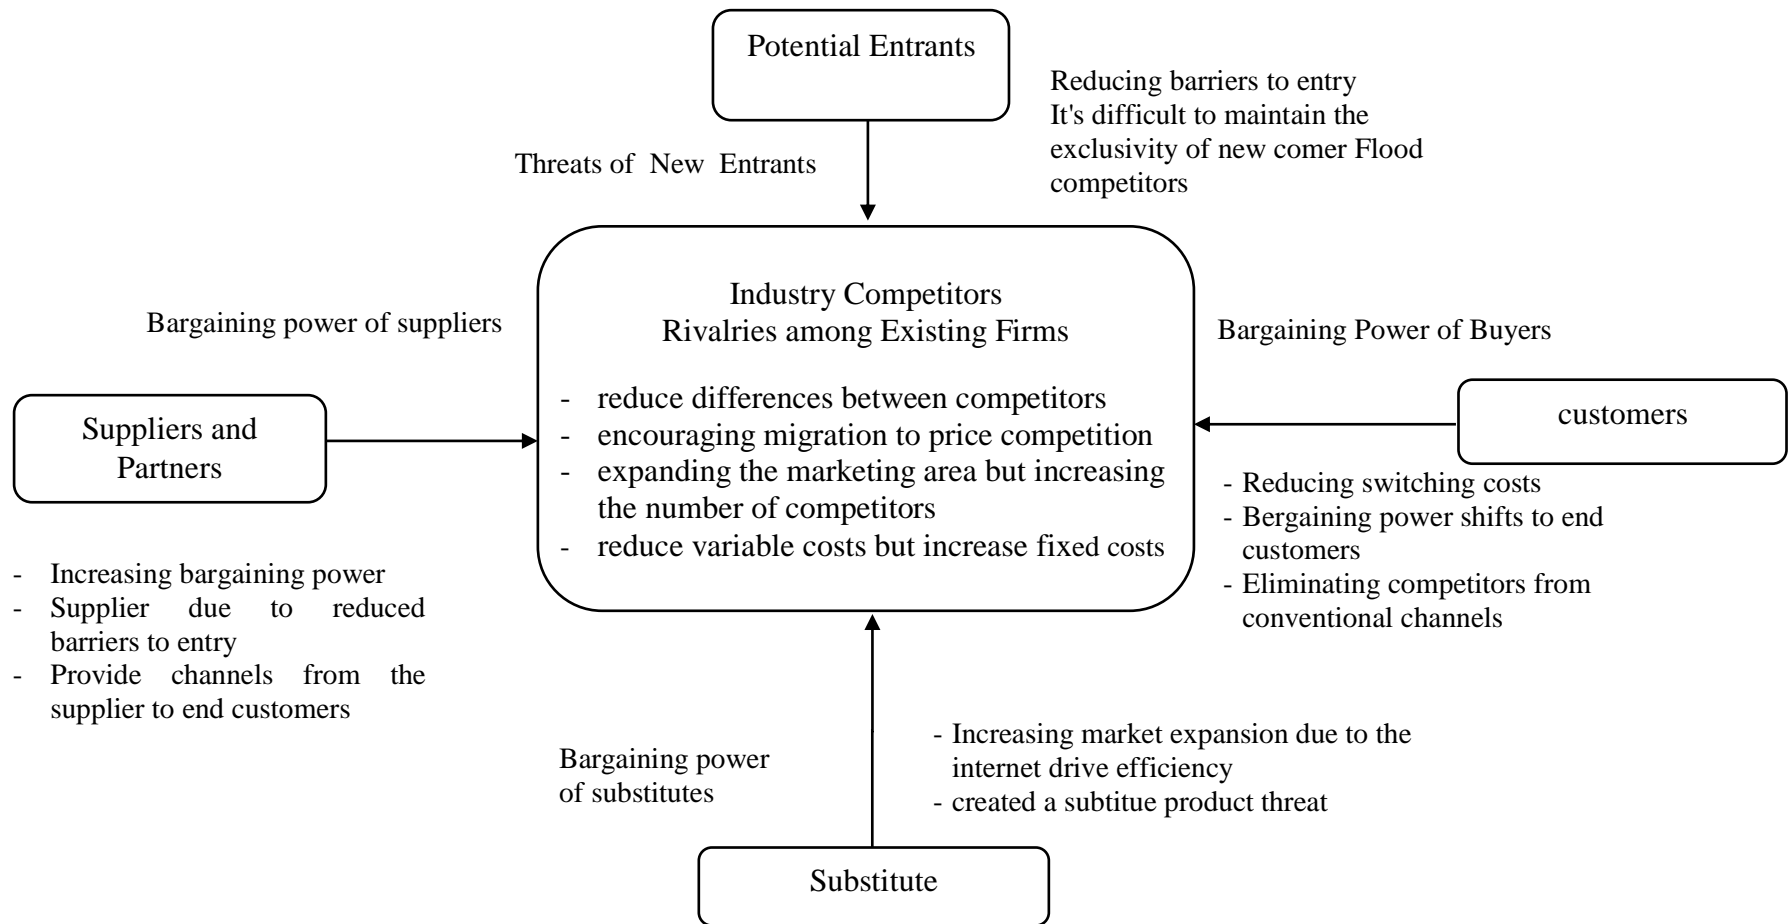 Potential Entrants
Reducing barriers to entry
It's difficult to maintain the
exclusivity of new comer Flood
competitors
Threats of New Entrants
Industry Competitors
Rivalries among Existing Firms
- reduce differences between competitors
- encouraging migration to price competition
- expanding the marketing area but increasing
the number of competitors
- reduce variable costs but increase fixed costs
Bargaining power of suppliers
Suppliers and
Partners
- Increasing bargaining power
- Supplier due to reduced
barriers to entry
- Provide channels from the
supplier to end customers
Bargaining Power of Buyers
customers
- Reducing switching costs
- Bergaining power shifts to end
customers
- Eliminating competitors from
conventional channels
Bargaining power
of substitutes
- Increasing market expansion due to the
internet drive efficiency
- created a subtitue product threat
Substitute